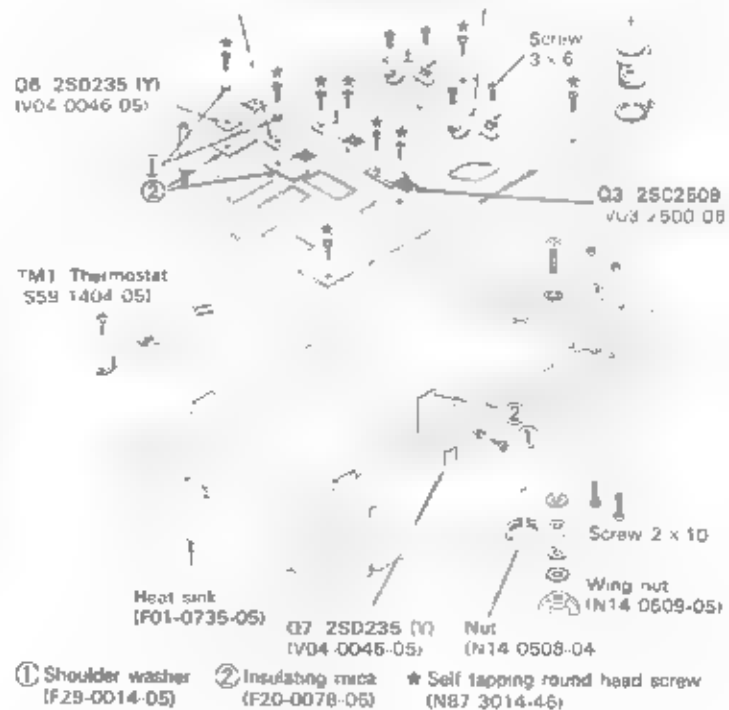 Screw
3 × 6
Q6 2SD235 (Y)
(V04 0046-05)
1
②
Q3 2SC2509
TM1 Thermostat
S59 1404 05)
②
①
Screw 2 × 10
Heat sink
(F01-0735-05)
Wing nut
(N14 0509-05)
Q7 2SD235 (Y)
(V04 0046-05)
Nut
(N14 0508-04
① Shoulder washer
(F29-0014-05)
② Insulating mica
(F20-0078-05)
★ Self tapping round head screw
(N87 3014-46)